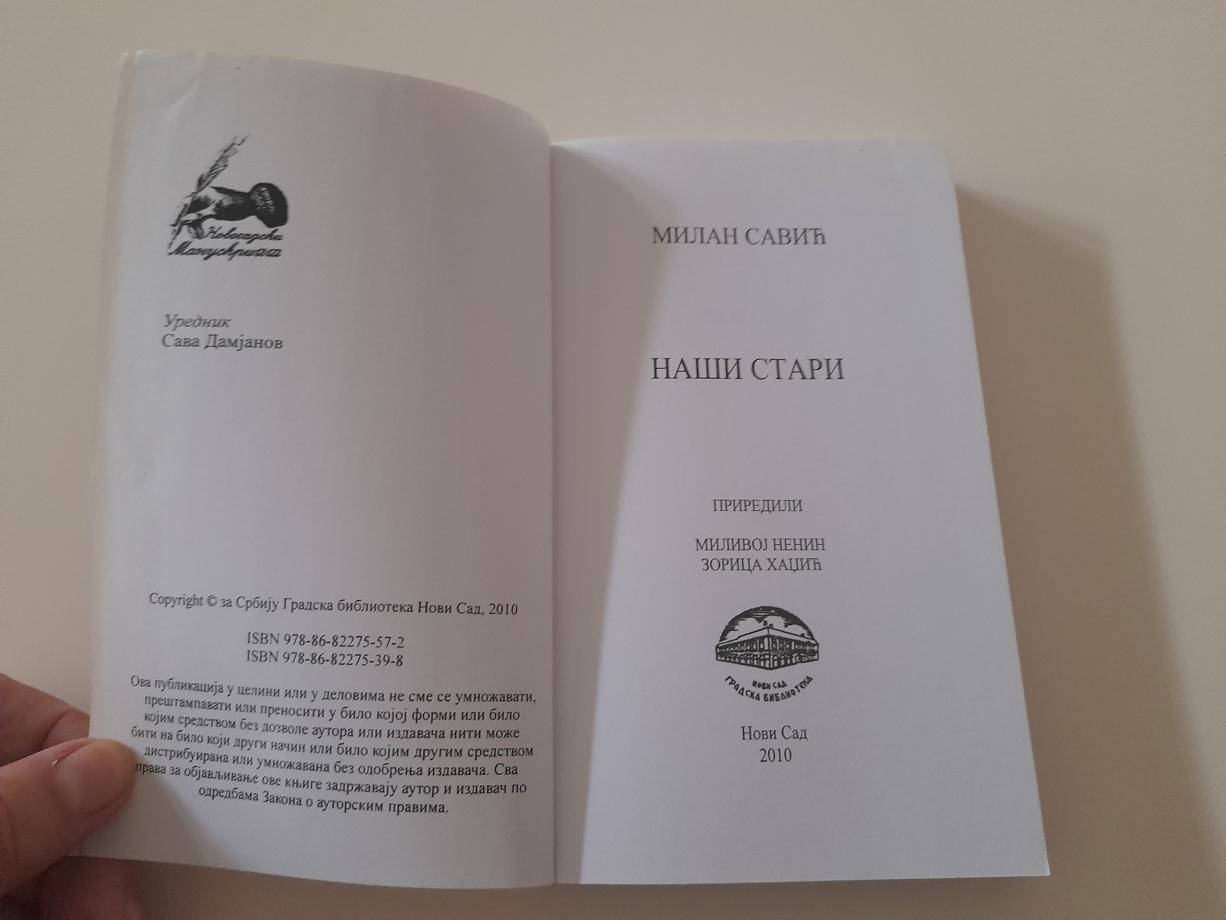 Новосадски
Манускрипт
Уредник
Сава Дамјанов
Copyright © за Србију Градска библиотека Нови Сад, 2010
ISBN 978-86-82275-57-2
ISBN 978-86-82275-39-8
Ова публикација у целини или у деловима не сме се умножавати,
прештампавати или преносити у било којој форми или било
којим средством без дозволе аутора или издавача нити може
бити на било који други начин или било којим другим средством
дистрибуирана или умножавана без одобрења издавача. Сва
права за објављивање ове књиге задржавају аутор и издавач по
одредбама Закона о ауторским правима.
МИЛАН САВИЋ
НАШИ СТАРИ
ПРИРЕДИЛИ
МИЛИВОЈ НЕНИН
ЗОРИЦА ХАЏИЋ
НОВИ САД
ГРАДСКА БИБЛИОТЕКА
Нови Сад
2010